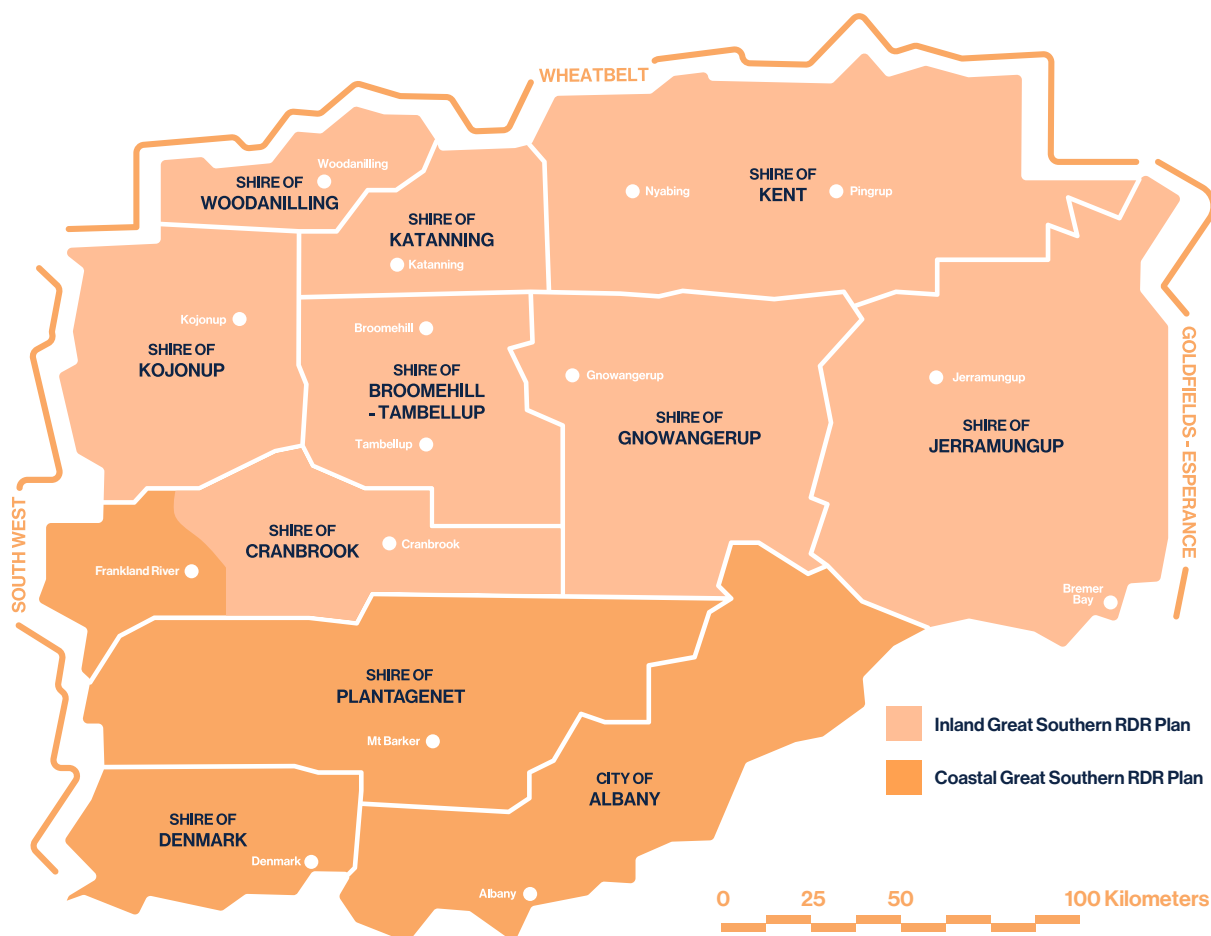 WHEATBELT
Woodanilling
SHIRE OF
WOODANILLING
SHIRE OF
KENT
Nyabing
Pingrup
SHIRE OF
KATANNING
Katanning
Kojonup
SHIRE OF
KOJONUP
Broomehill
SHIRE OF
BROOMEHILL
- TAMBELLUP
Tambellup
Gnowangerup
SHIRE OF
GNOWANGERUP
Jerramungup
SHIRE OF
JERRAMUNGUP
GOLDFIELDS - ESPERANCE
SOUTH WEST
SHIRE OF
CRANBROOK
Cranbrook
Frankland River
Bremer
Bay
SHIRE OF
PLANTAGENET
Mt Barker
CITY OF
ALBANY
SHIRE OF
DENMARK
Denmark
Albany
Inland Great Southern RDR Plan
Coastal Great Southern RDR Plan
0 25 50 100 Kilometers